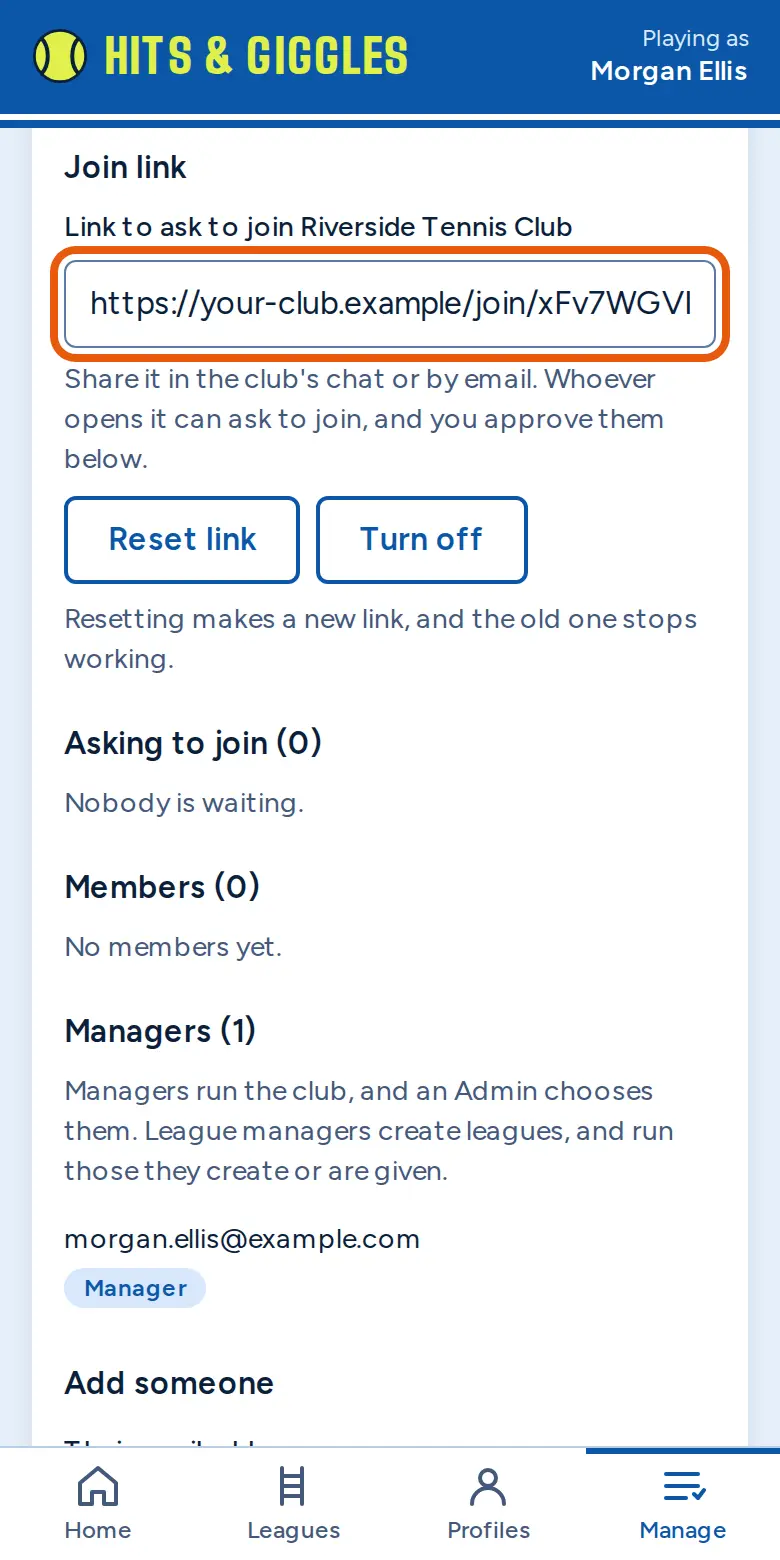 HITS & GIGGLES
Playing as
Morgan Ellis
Join link
Link to ask to join Riverside Tennis Club
https://your-club.example/join/xFv7WGVI
Share it in the club's chat or by email. Whoever
opens it can ask to join, and you approve them
below.
Reset link
Turn off
Resetting makes a new link, and the old one stops
working.
Asking to join (0)
Nobody is waiting.
Members (0)
No members yet.
Managers (1)
Managers run the club, and an Admin chooses
them. League managers create leagues, and run
those they create or are given.
morgan.ellis@example.com
Manager
Add someone
Home
Leagues
Profiles
Manage